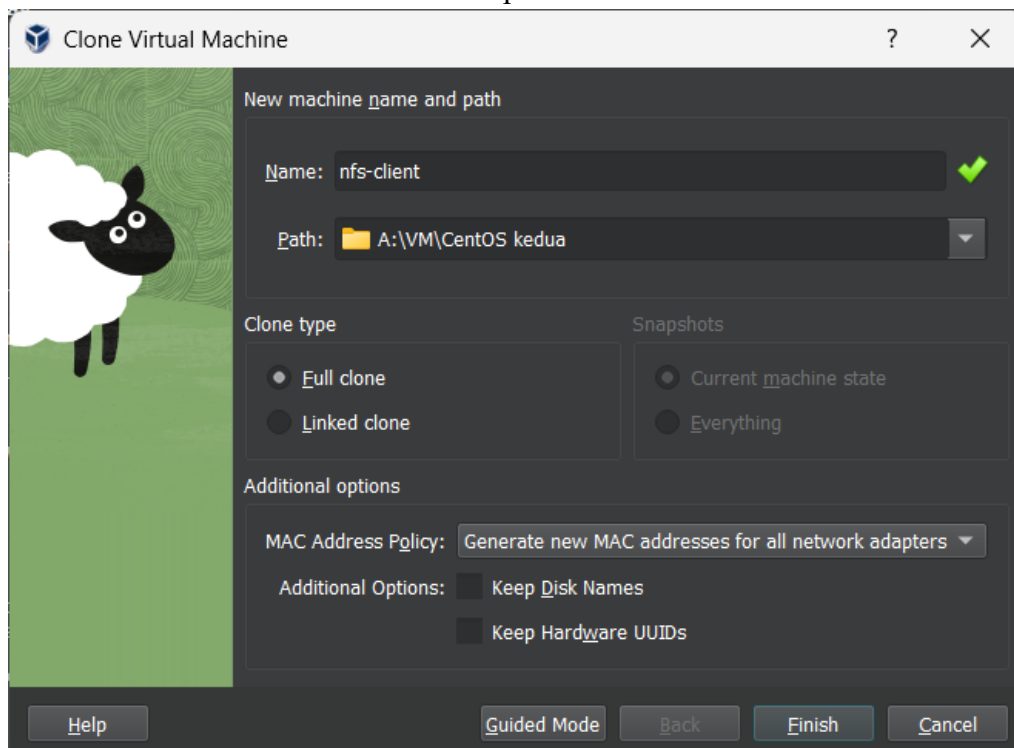 Clone Virtual Machine ?
New machine name and path
Name: nfs-client
Path: A:\VM\CentOS kedua
Clone type
Full clone
Linked clone
Snapshots
Current machine state
Everything
Additional options
MAC Address Policy: Generate new MAC addresses for all network adapters
Additional Options: Keep Disk Names
Keep Hardware UUIDs
Help Guided Mode Back Finish Cancel